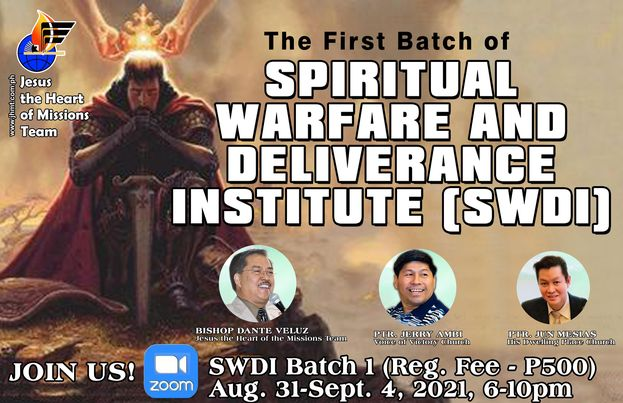 Jesus
the Heart
of Missions
Team
www.jhmt.com.ph
The First Batch of
SPIRITUAL
WARFARE AND
DELIVERANCE
INSTITUTE (SWDI)
BISHOP DANTE VELUZ
Jesus the Heart of the Missions Team
PTR. JERRY AMBI
Voice of Victory Church
PTR. JUN MESIAS
His Dwelling Place Church
JOIN US!
zoom
SWDI Batch 1 (Reg. Fee - P500)
Aug. 31-Sept. 4, 2021, 6-10pm